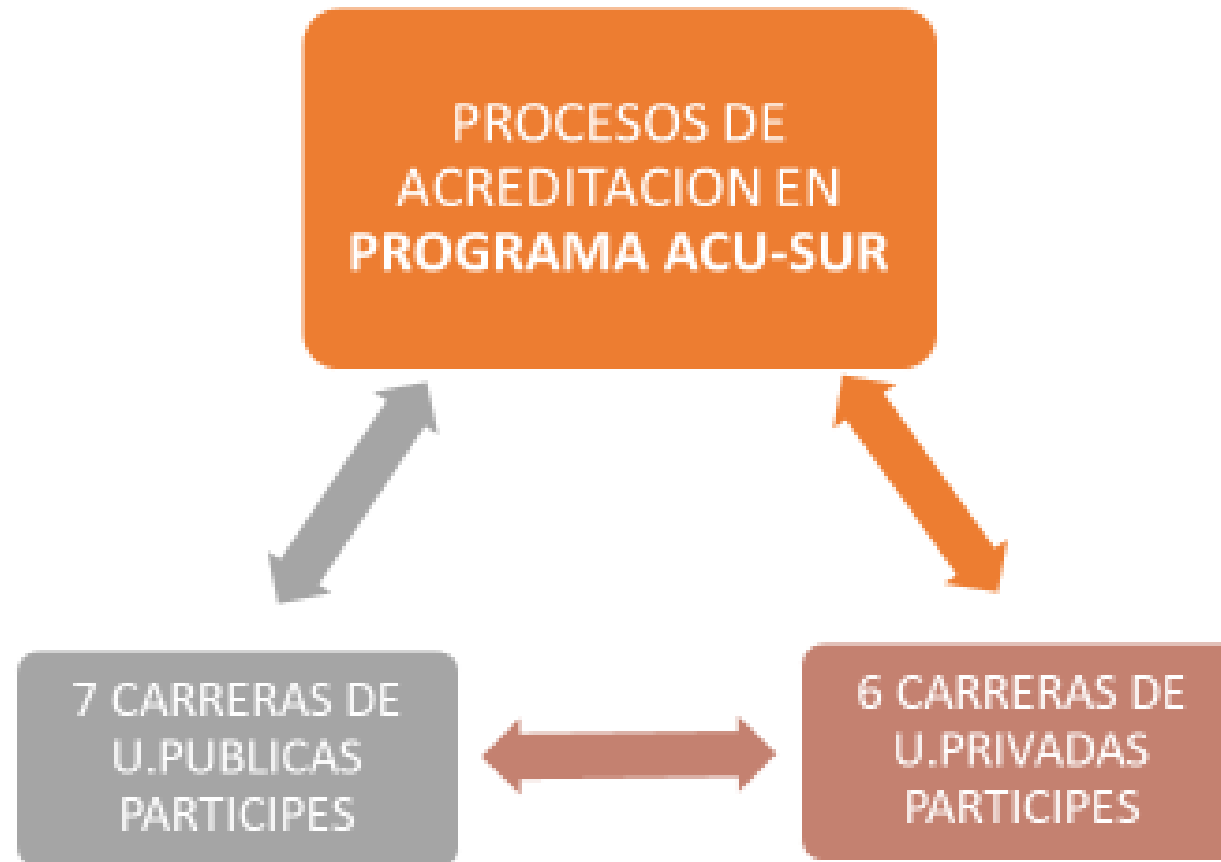 PROCESOS DE
ACREDITACION EN
PROGRAMA ACU-SUR
7 CARRERAS DE
U.PUBLICAS
PARTICIPES
6 CARRERAS DE
U.PRIVADAS
PARTICIPES